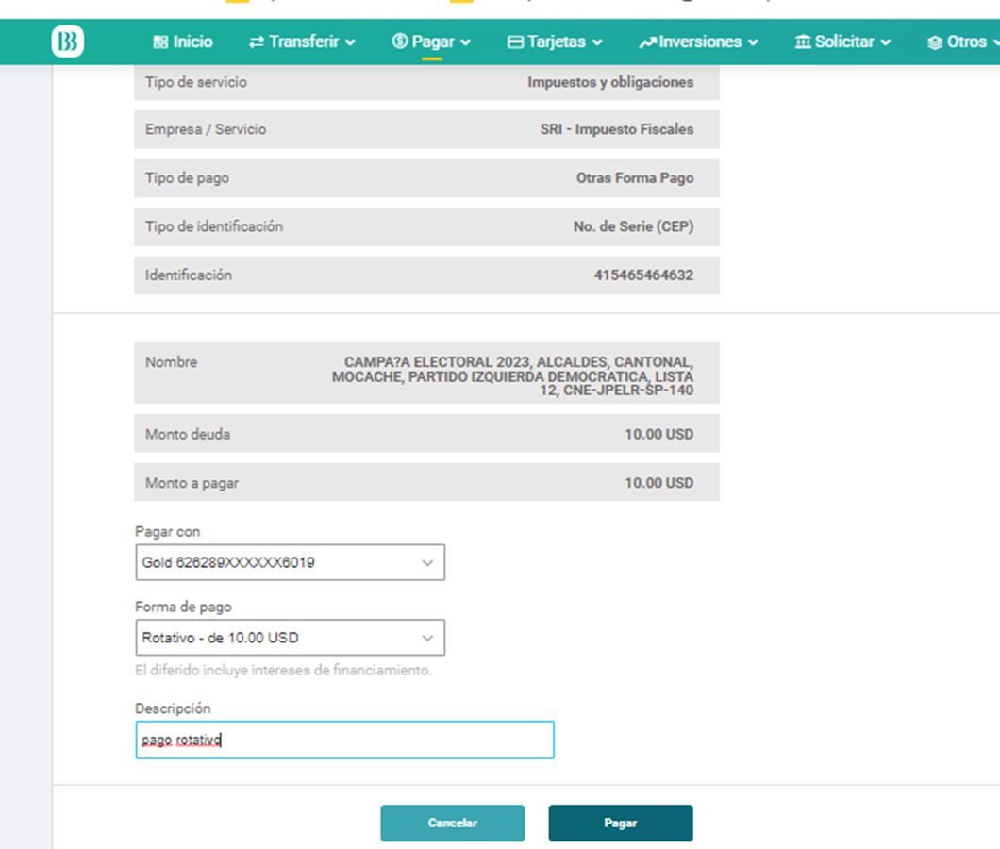 BB Inicio Transferir Pagar Tarjetas Inversiones Solicitar Otros
Tipo de servicio Impuestos y obligaciones
Empresa / Servicio SRI - Impuesto Fiscales
Tipo de pago Otras Forma Pago
Tipo de identificación No. de Serie (CEP)
Identificación 415465464632
Nombre CAMPA?A ELECTORAL 2023, ALCALDES, CANTONAL,
MOCACHE, PARTIDO IZQUIERDA DEMOCRATICA, LISTA
12, CNE-JPELR-SP-140
Monto deuda 10.00 USD
Monto a pagar 10.00 USD
Pagar con
Gold 626289XXXXXX6019
Forma de pago
Rotativo - de 10.00 USD
El diferido incluye intereses de financiamiento.
Descripción
pago rotativo
Cancelar Pagar